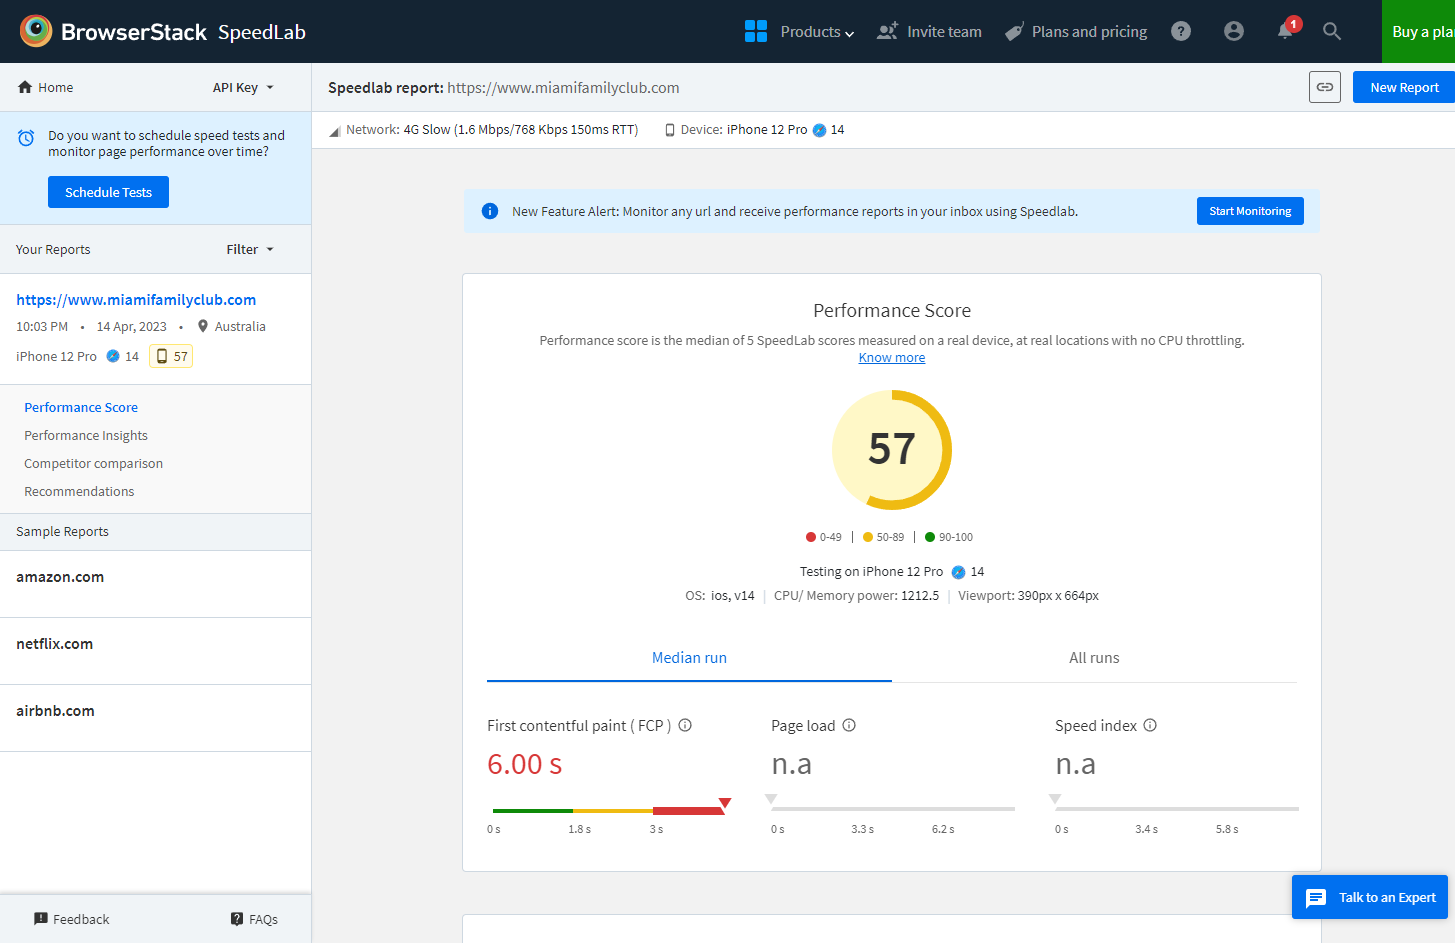 BrowserStack SpeedLab
Products
Invite team
Plans and pricing
?
1
Home
API Key
Speedlab report: https://www.miamifamilyclub.com
New Report
Do you want to schedule speed tests and
monitor page performance over time?
Schedule Tests
Network: 4G Slow (1.6 Mbps/768 Kbps 150ms RTT)
Device: iPhone 12 Pro 14
New Feature Alert: Monitor any url and receive performance reports in your inbox using Speedlab.
Start Monitoring
Your Reports
Filter
https://www.miamifamilyclub.com
10:03 PM • 14 Apr, 2023 • Australia
iPhone 12 Pro 14 57
Performance Score
Performance Insights
Competitor comparison
Recommendations
Sample Reports
amazon.com
netflix.com
airbnb.com
Feedback
FAQs
Performance Score
Performance score is the median of 5 SpeedLab scores measured on a real device, at real locations with no CPU throttling.
Know more
57
0-49 | 50-89 | 90-100
Testing on iPhone 12 Pro 14
OS: ios, v14 | CPU/ Memory power: 1212.5 | Viewport: 390px x 664px
Median run
All runs
First contentful paint ( FCP )
6.00 s
0 s 1.8 s 3 s
Page load
n.a
0 s 3.3 s 6.2 s
Speed index
n.a
0 s 3.4 s 5.8 s
Talk to an Expert